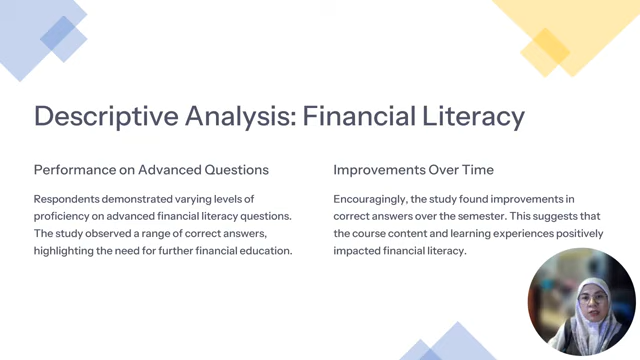 Descriptive Analysis: Financial Literacy
Performance on Advanced Questions
Respondents demonstrated varying levels of
proficiency on advanced financial literacy questions.
The study observed a range of correct answers,
highlighting the need for further financial education.
Improvements Over Time
Encouragingly, the study found improvements in
correct answers over the semester. This suggests that
the course content and learning experiences positively
impacted financial literacy.